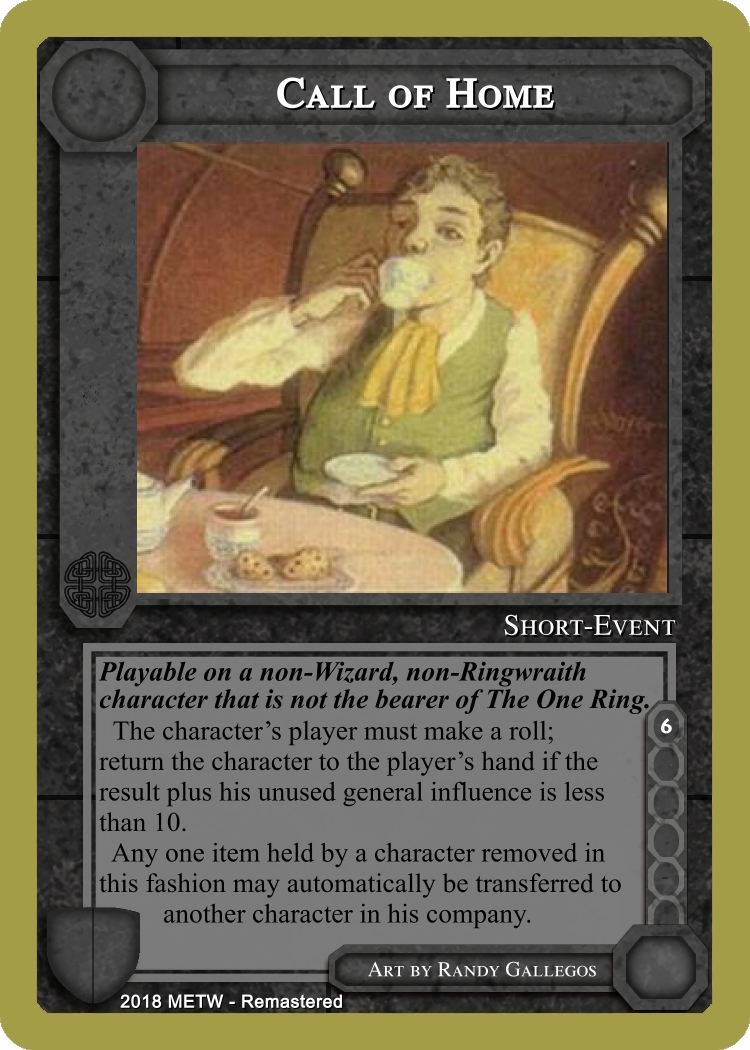 Call of Home
Short-Event
Playable on a non-Wizard, non-Ringwraith
character that is not the bearer of The One Ring.
The character's player must make a roll;
return the character to the player's hand if the
result plus his unused general influence is less
than 10.
Any one item held by a character removed in
this fashion may automatically be transferred to
another character in his company.
6
Art by Randy Gallegos
2018 METW - Remastered